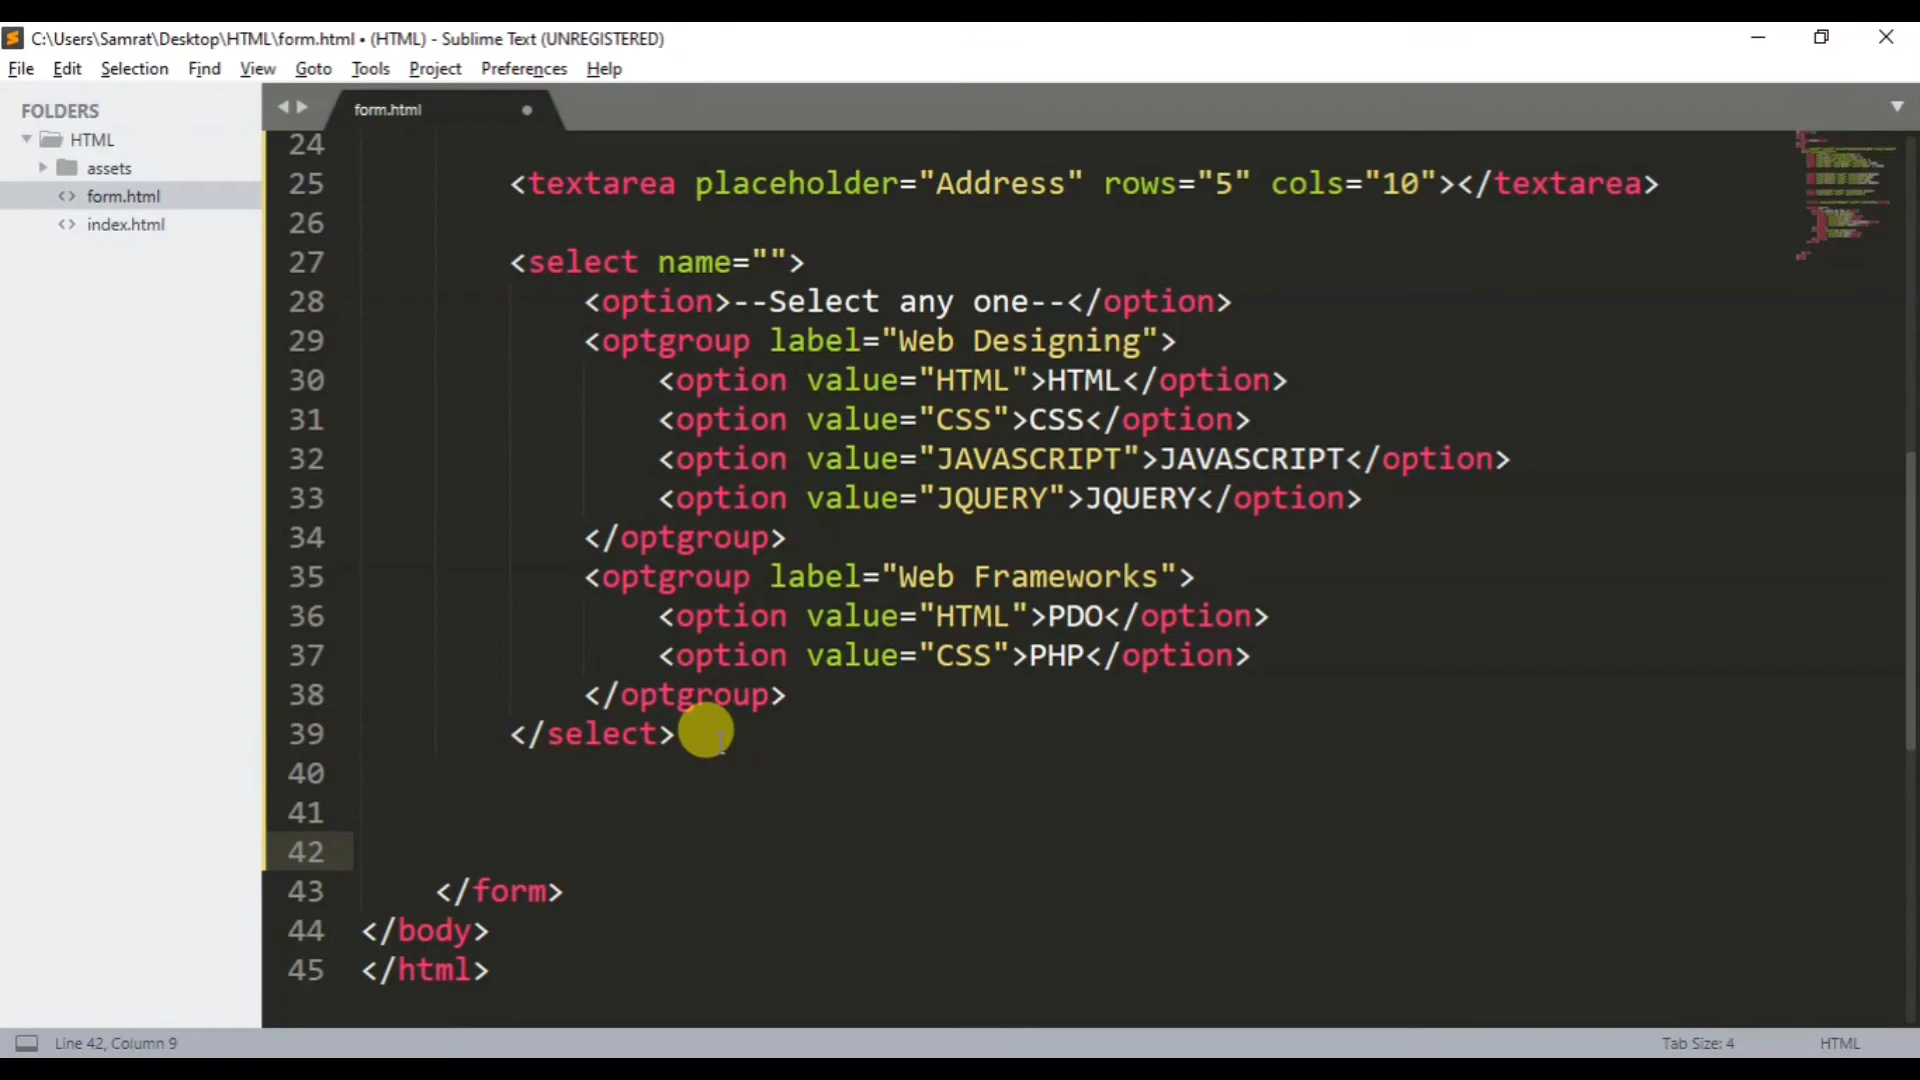 C:\Users\Samrat\Desktop\HTML\form.html • (HTML) - Sublime Text (UNREGISTERED)
File Edit Selection Find View Goto Tools Project Preferences Help
FOLDERS
HTML
assets
form.html
index.html
form.html
24
25 <textarea placeholder="Address" rows="5" cols="10"></textarea>
26
27 <select name="">
28 <option>--Select any one--</option>
29 <optgroup label="Web Designing">
30 <option value="HTML">HTML</option>
31 <option value="CSS">CSS</option>
32 <option value="JAVASCRIPT">JAVASCRIPT</option>
33 <option value="JQUERY">JQUERY</option>
34 </optgroup>
35 <optgroup label="Web Frameworks">
36 <option value="HTML">PDO</option>
37 <option value="CSS">PHP</option>
38 </optgroup>
39 </select>
40
41
42
43 </form>
44 </body>
45 </html>
Line 42, Column 9 Tab Size: 4 HTML